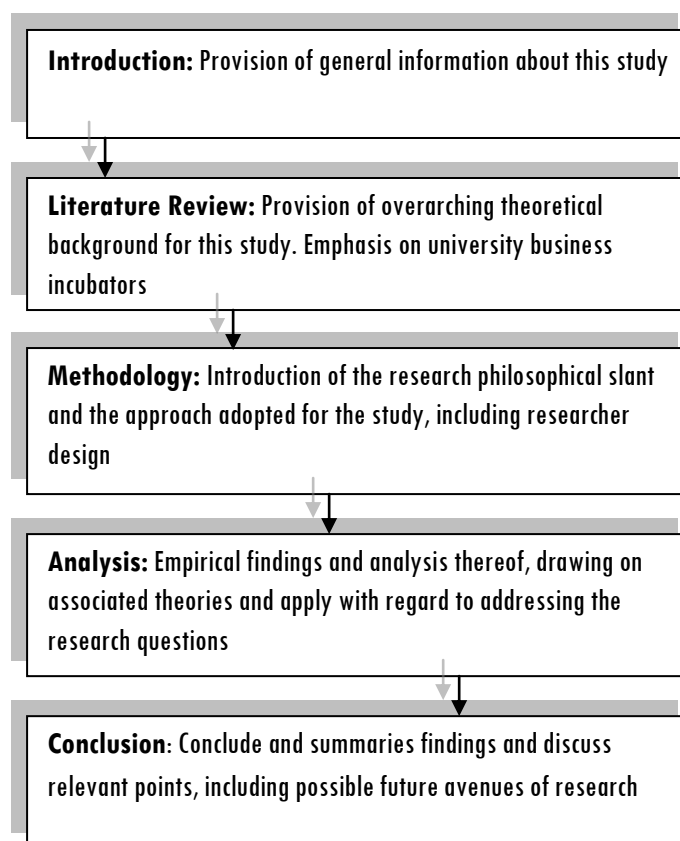 Introduction: Provision of general information about this study
Literature Review: Provision of overarching theoretical
background for this study. Emphasis on university business
incubators
Methodology: Introduction of the research philosophical slant
and the approach adopted for the study, including researcher
design
Analysis: Empirical findings and analysis thereof, drawing on
associated theories and apply with regard to addressing the
research questions
Conclusion: Conclude and summaries findings and discuss
relevant points, including possible future avenues of research